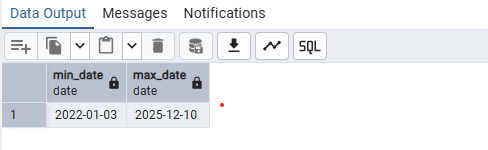 Data Output Messages Notifications
SQL
min_date max_date
date date
1 2022-01-03 2025-12-10